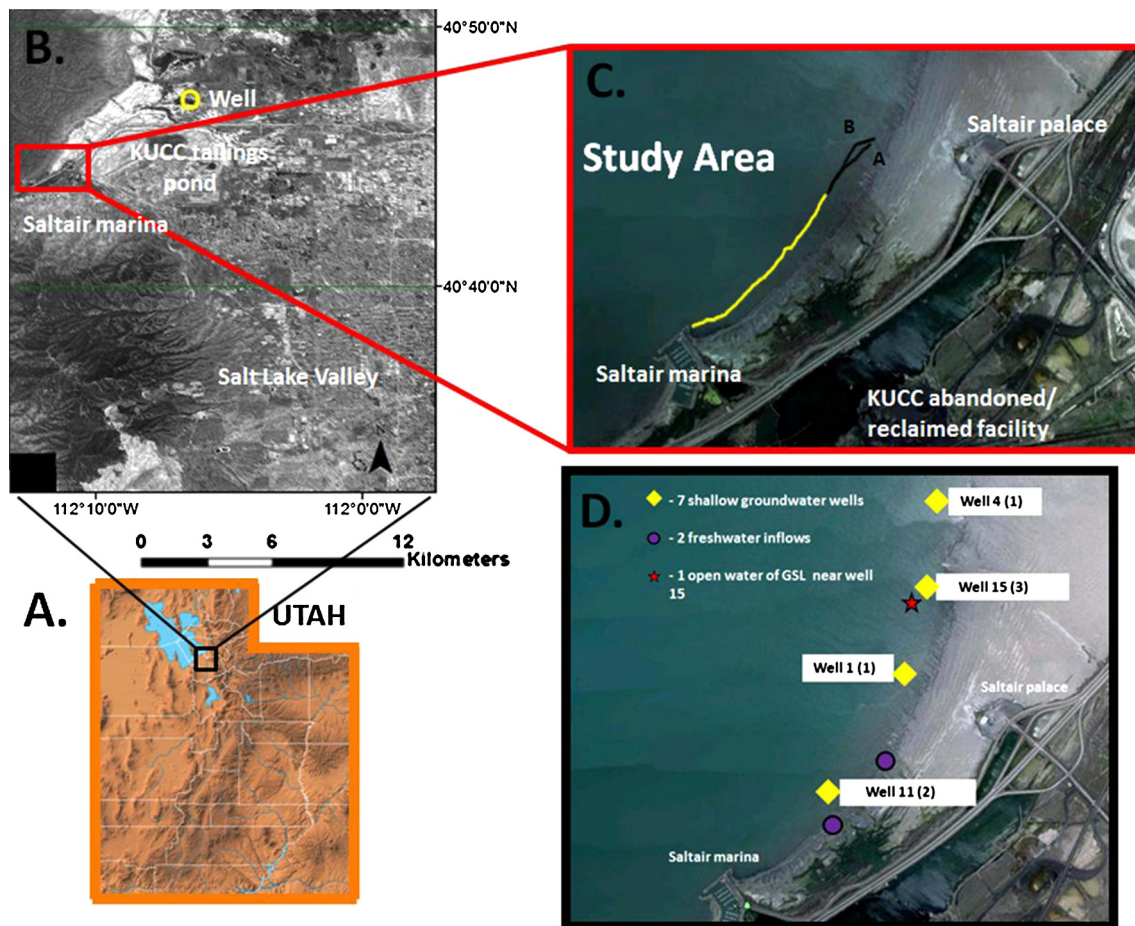 B.
40°50'0"N
Well
KUCC tailings
pond
Saltair marina
40°40'0"N
Salt Lake Valley
N
112°10'0"W
112°0'0"W
0 3 6 12
Kilometers
A.
UTAH
C.
Saltair palace
B
A
Study Area
Saltair marina
KUCC abandoned/
reclaimed facility
D.
- 7 shallow groundwater wells
- 2 freshwater inflows
- 1 open water of GSL near well
15
Well 4 (1)
Well 15 (3)
Well 1 (1)
Saltair palace
Well 11 (2)
Saltair marina